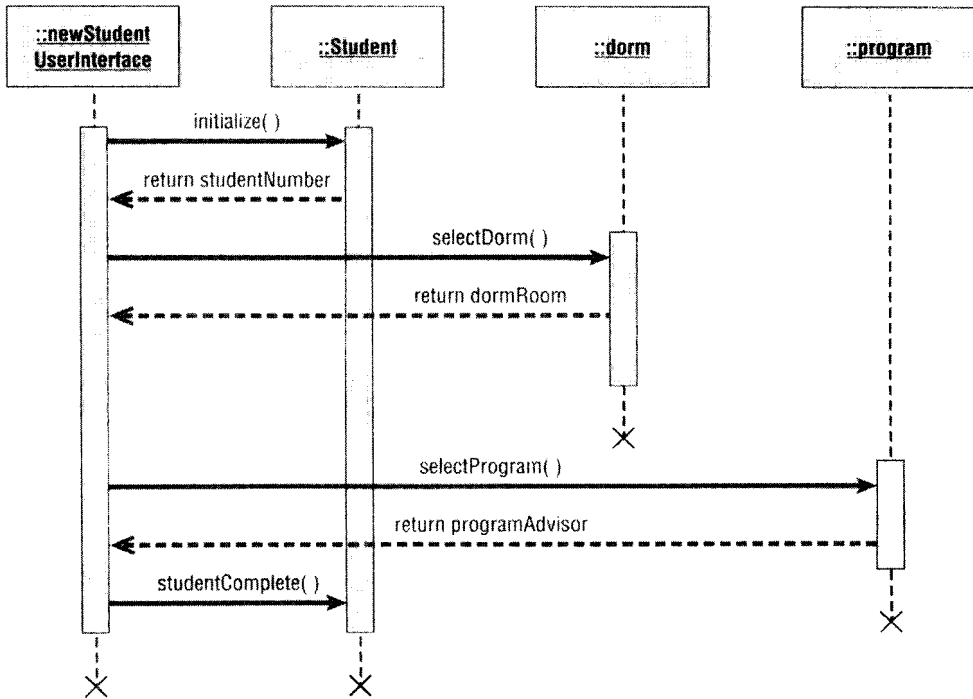 ::newStudent
UserInterface
::Student
::dorm
::program
initialize( )
return studentNumber
selectDorm( )
return dormRoom
selectProgram( )
return programAdvisor
studentComplete( )